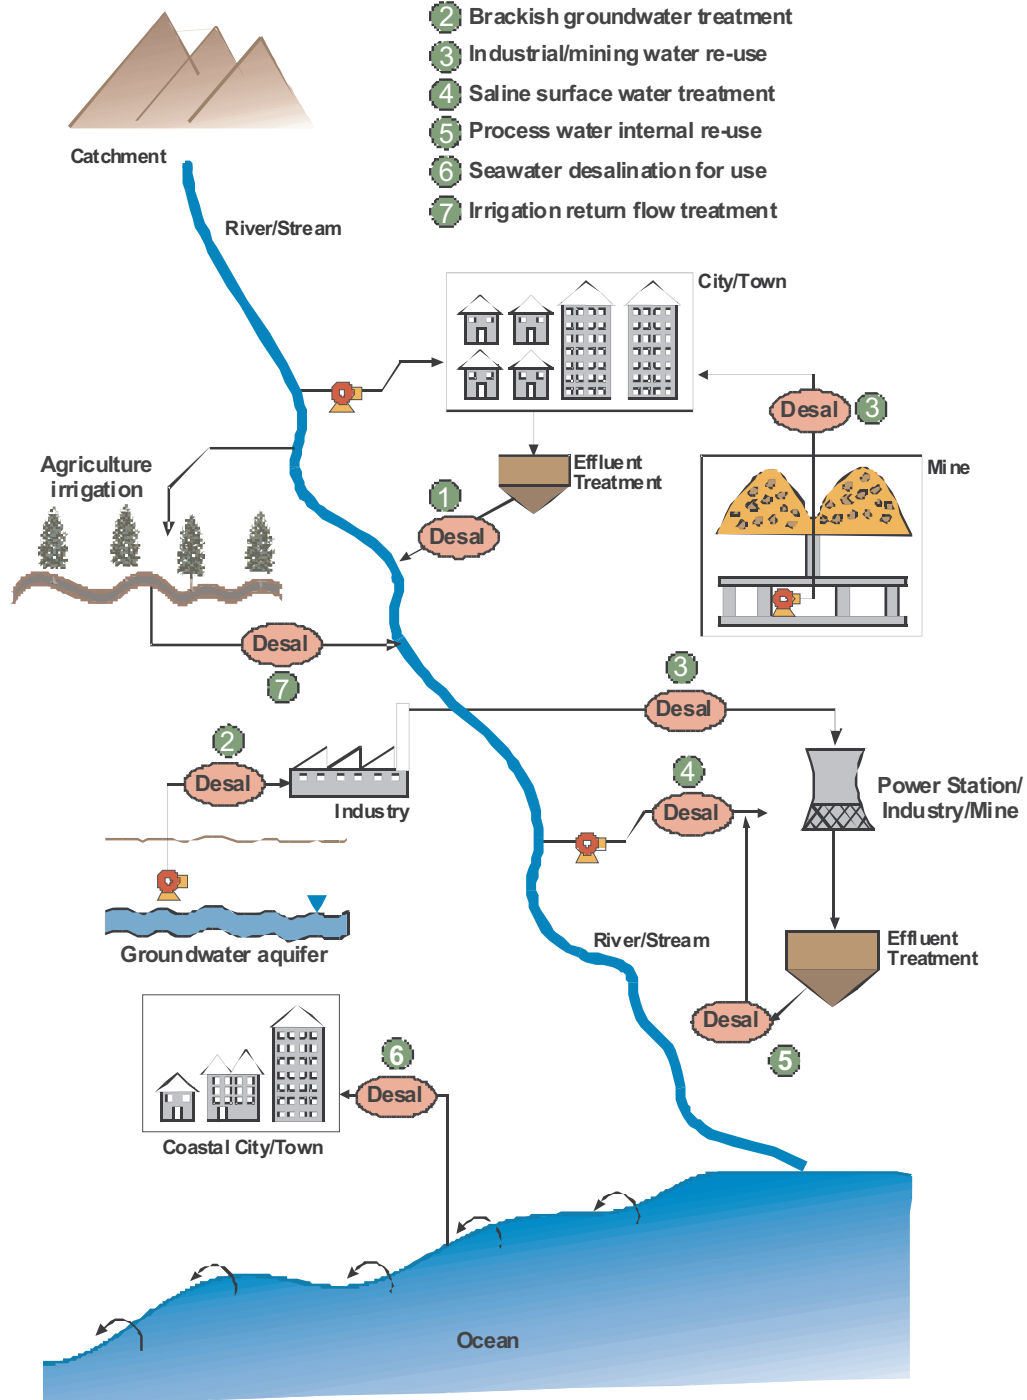 2 Brackish groundwater treatment
3 Industrial/mining water re-use
4 Saline surface water treatment
5 Process water internal re-use
6 Seawater desalination for use
7 Irrigation return flow treatment
Catchment
River/Stream
City/Town
Desal 3
Mine
Effluent
Treatment
1
Desal
Agriculture
irrigation
Desal
7
3
Desal
2
Desal
Industry
4
Desal
Power Station/
Industry/Mine
Groundwater aquifer
River/Stream
Effluent
Treatment
Desal
5
6
Desal
Coastal City/Town
Ocean